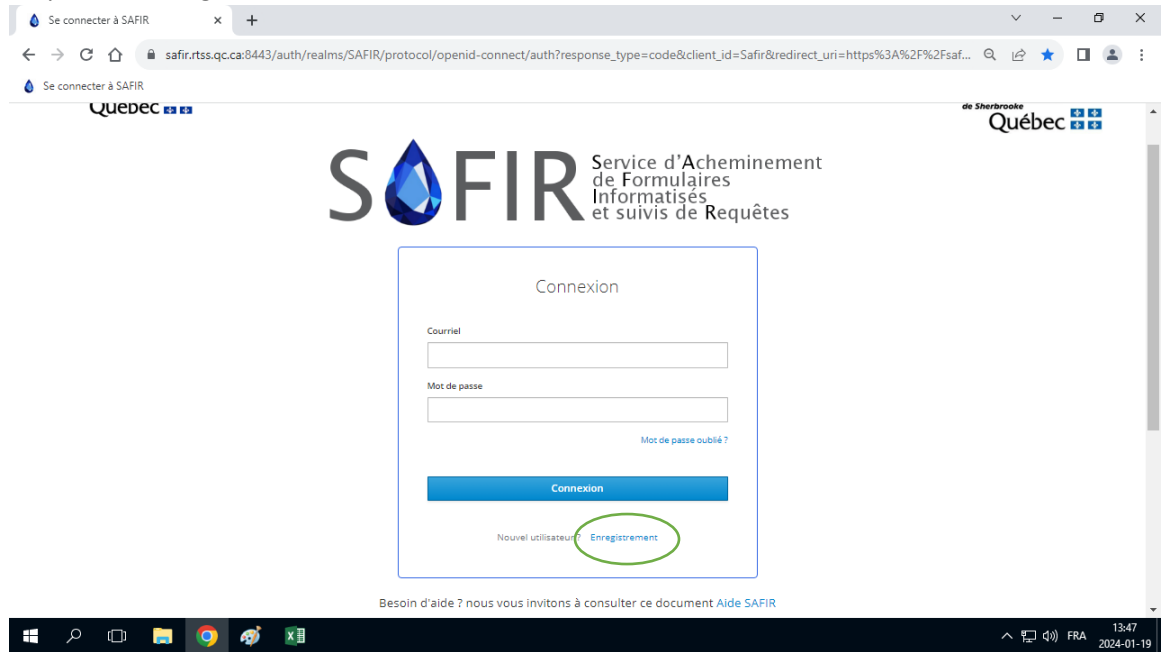 Se connecter à SAFIR
safir.rtss.qc.ca:8443/auth/realms/SAFIR/protocol/openid-connect/auth?response_type=code&client_id=Safir&redirect_uri=https%3A%2F%2Fsaf...
Se connecter à SAFIR
Québec
de Sherbrooke
Québec
SAFIR
Service d'Acheminement
de Formulaires
Informatisés
et suivis de Requêtes
Connexion
Courriel
Mot de passe
Mot de passe oublié ?
Connexion
Nouvel utilisateur ? Enregistrement
Besoin d'aide ? nous vous invitons à consulter ce document Aide SAFIR
FRA
13:47
2024-01-19